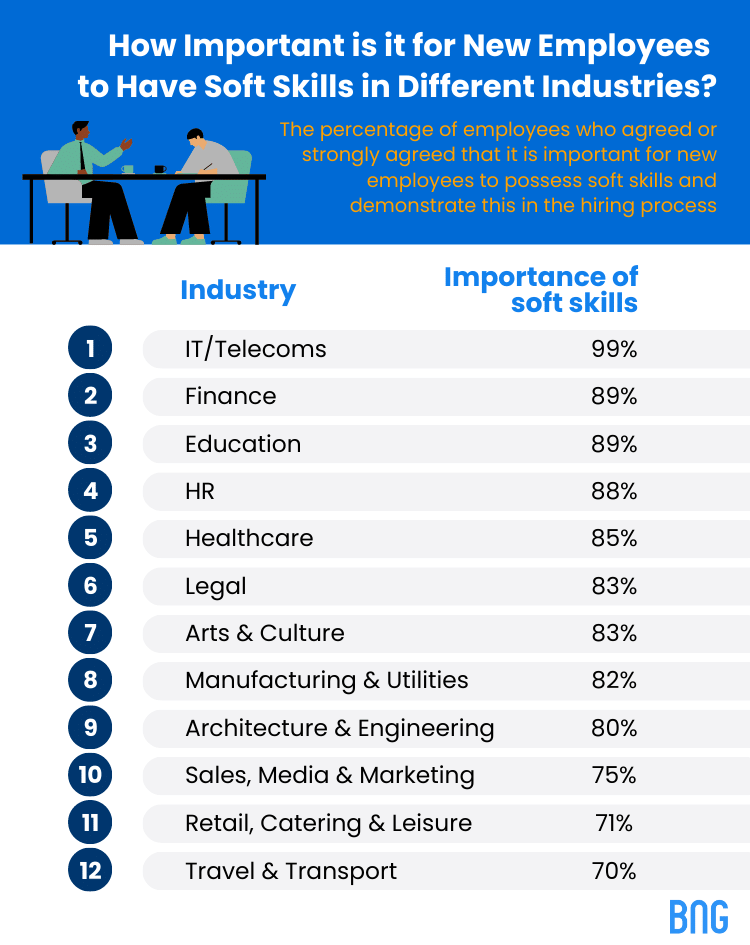 How Important is it for New Employees
to Have Soft Skills in Different Industries?
The percentage of employees who agreed or
strongly agreed that it is important for new
employees to possess soft skills and
demonstrate this in the hiring process
Industry
Importance of
soft skills
1 IT/Telecoms 99%
2 Finance 89%
3 Education 89%
4 HR 88%
5 Healthcare 85%
6 Legal 83%
7 Arts & Culture 83%
8 Manufacturing & Utilities 82%
9 Architecture & Engineering 80%
10 Sales, Media & Marketing 75%
11 Retail, Catering & Leisure 71%
12 Travel & Transport 70%
BNG